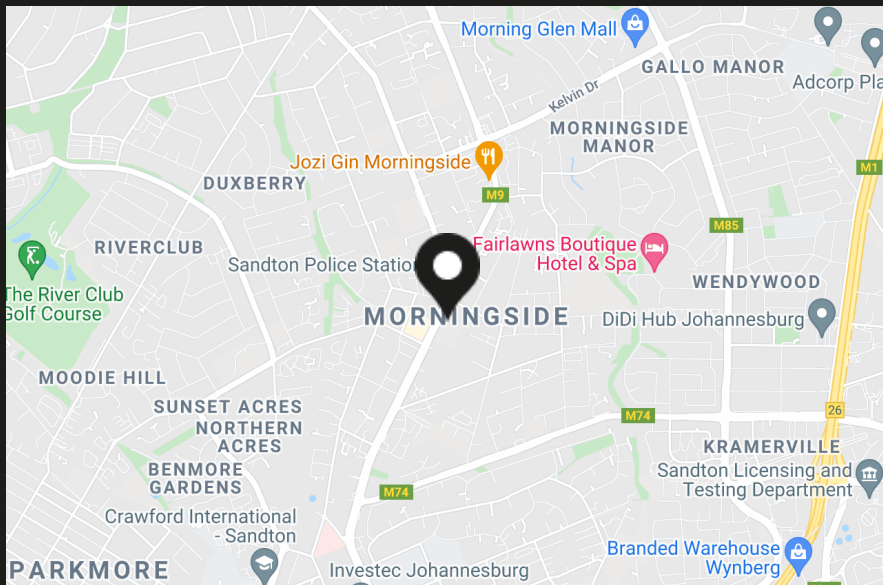 Morning Glen Mall
GALLO MANOR
Adcorp Pla
Kelvin Dr
MORNINGSIDE
MANOR
Jozi Gin Morningside
M1
DUXBERRY
M9
M85
RIVERCLUB
Fairlawns Boutique
Hotel & Spa
Sandton Police Station
WENDYWOOD
The River Club
Golf Course
MORNINGSIDE
DiDi Hub Johannesburg
MOODIE HILL
SUNSET ACRES
26
M74
NORTHERN
ACRES
KRAMERVILLE
BENMORE
GARDENS
Sandton Licensing and
Testing Department
M74
Crawford International
- Sandton
Branded Warehouse
Wynberg
PARKMORE
Investec Johannesburg